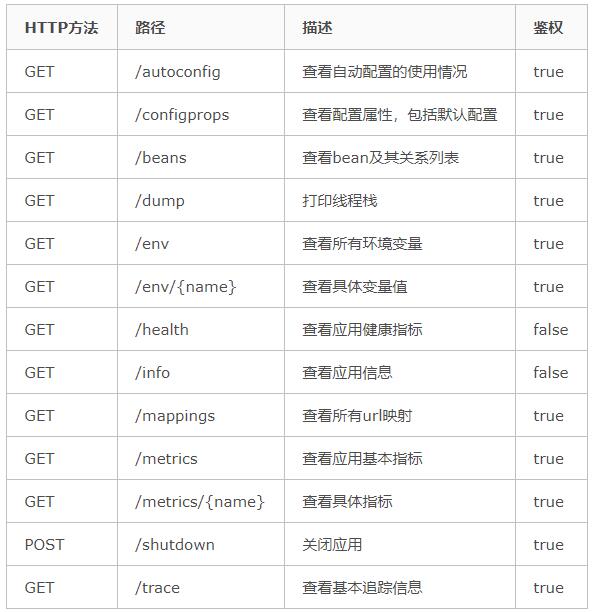 HTTP方法 路径 描述 鉴权
GET /autoconfig 查看自动配置的使用情况 true
GET /configprops 查看配置属性，包括默认配置 true
GET /beans 查看bean及其关系列表 true
GET /dump 打印线程栈 true
GET /env 查看所有环境变量 true
GET /env/{name} 查看具体变量值 true
GET /health 查看应用健康指标 false
GET /info 查看应用信息 false
GET /mappings 查看所有url映射 true
GET /metrics 查看应用基本指标 true
GET /metrics/{name} 查看具体指标 true
POST /shutdown 关闭应用 true
GET /trace 查看基本追踪信息 true